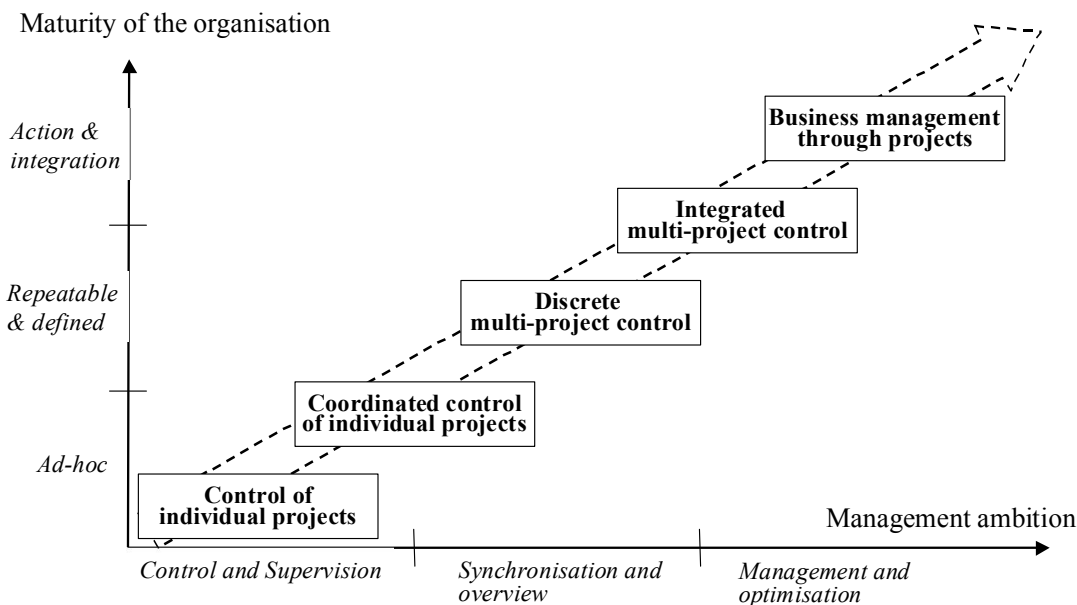 Maturity of the organisation
Action &
integration
Business management
through projects
Integrated
multi-project control
Repeatable
& defined
Discrete
multi-project control
Coordinated control
of individual projects
Ad-hoc
Control of
individual projects
Management ambition
Control and Supervision
Synchronisation and
overview
Management and
optimisation